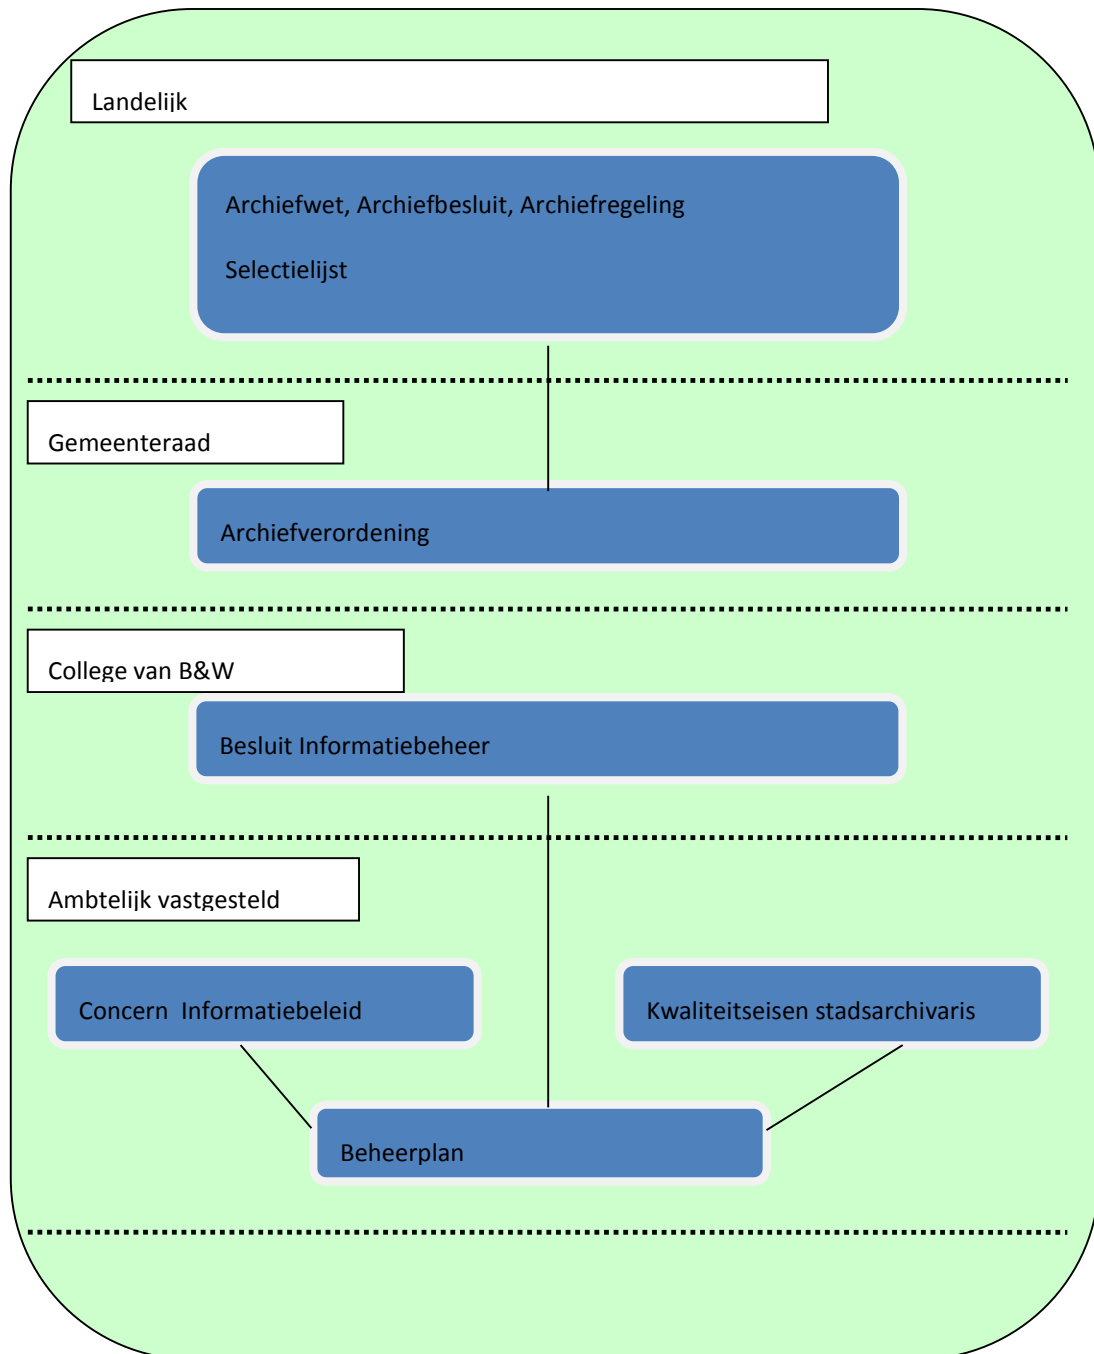 Landelijk
Archiefwet, Archiefbesluit, Archiefregeling
Selectielijst
Gemeenteraad
Archiefverordening
College van B&W
Besluit Informatiebeheer
Ambtelijk vastgesteld
Concern  Informatiebeleid
Kwaliteitseisen stadsarchivaris
Beheerplan